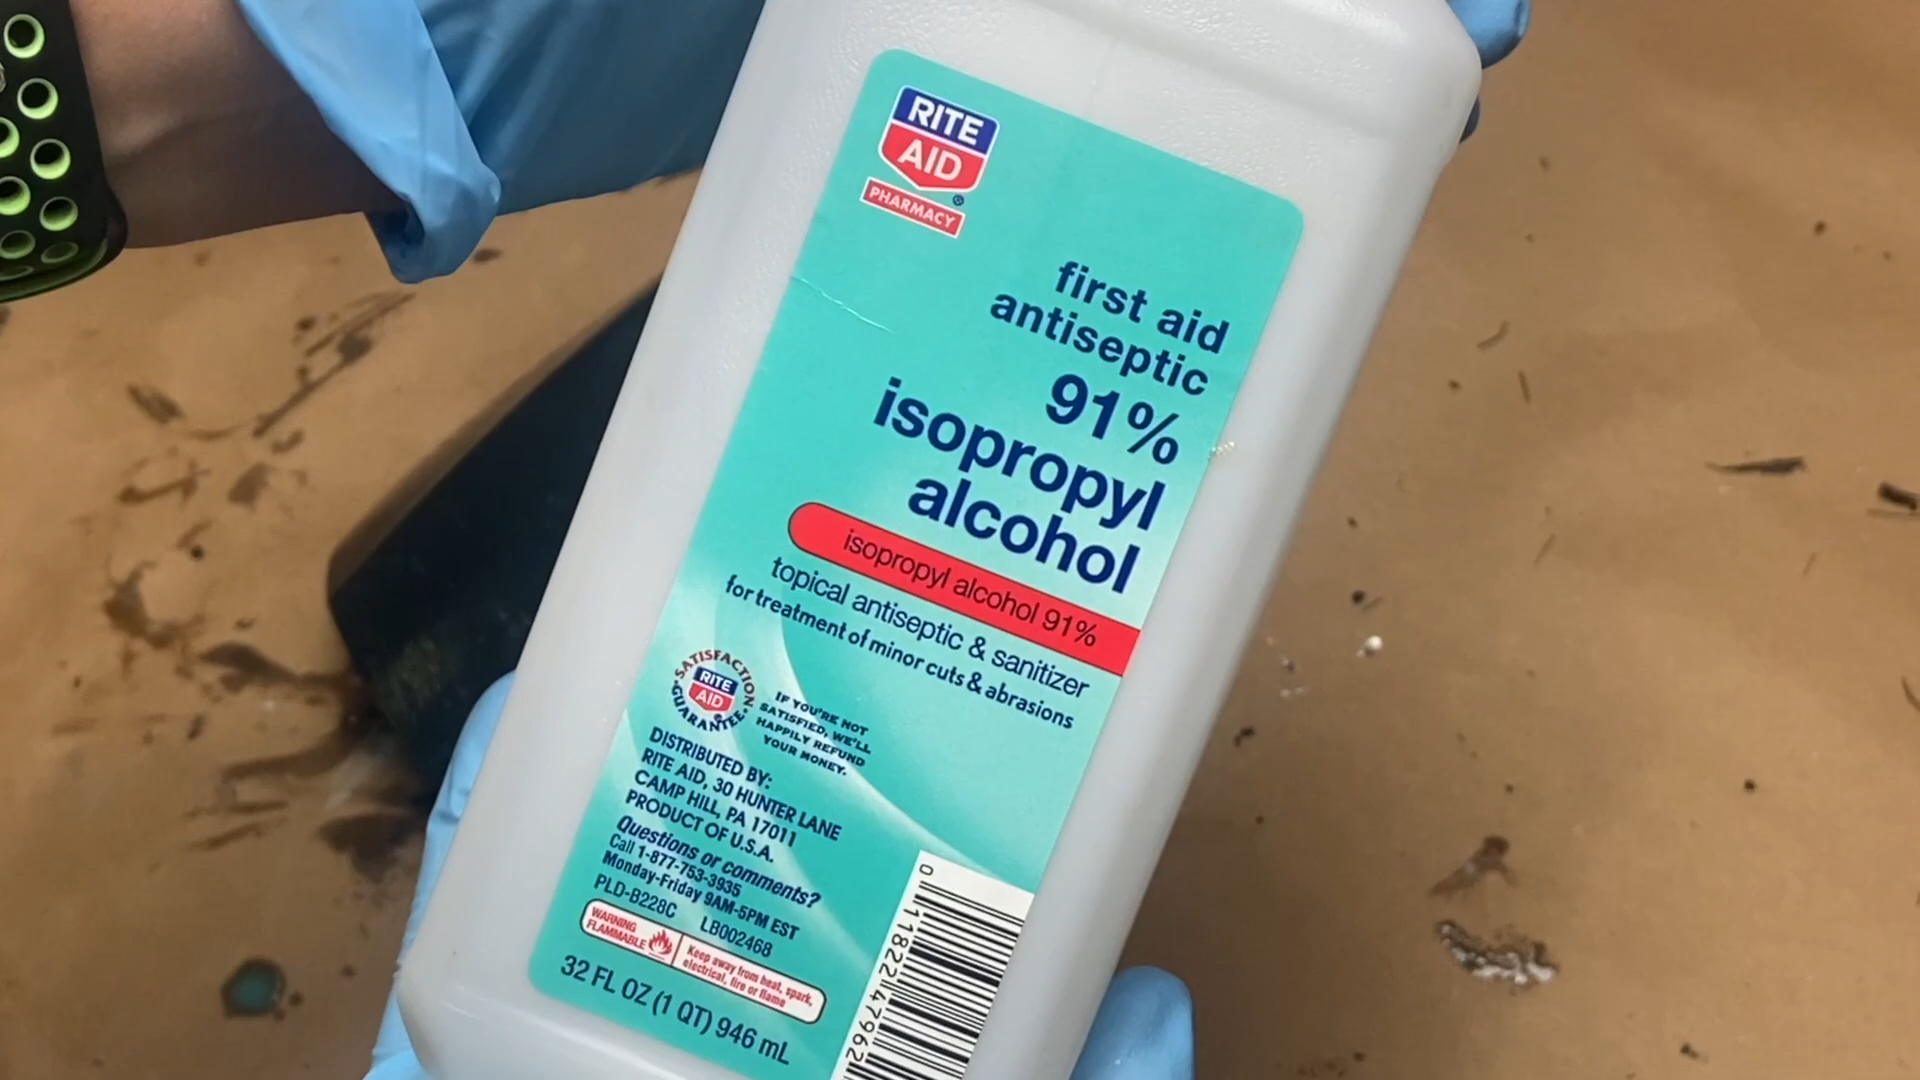 RITE
AID
PHARMACY
first aid
antiseptic
91%
isopropyl
alcohol
isopropyl alcohol 91%
topical antiseptic & sanitizer
for treatment of minor cuts & abrasions
SATISFACTION
RITE
AID
GUARANTEE
IF YOU'RE NOT
SATISFIED, WE'LL
HAPPILY REFUND
YOUR MONEY.
DISTRIBUTED BY:
RITE AID, 30 HUNTER LANE
CAMP HILL, PA 17011
PRODUCT OF U.S.A.
Questions or comments?
Call 1-877-753-3935
Monday-Friday 9AM-5PM EST
PLD-B228C LB002468
WARNING
FLAMMABLE
Keep away from heat, spark,
electrical, fire or flame
32 FL OZ (1 QT) 946 mL
0 11822 47962